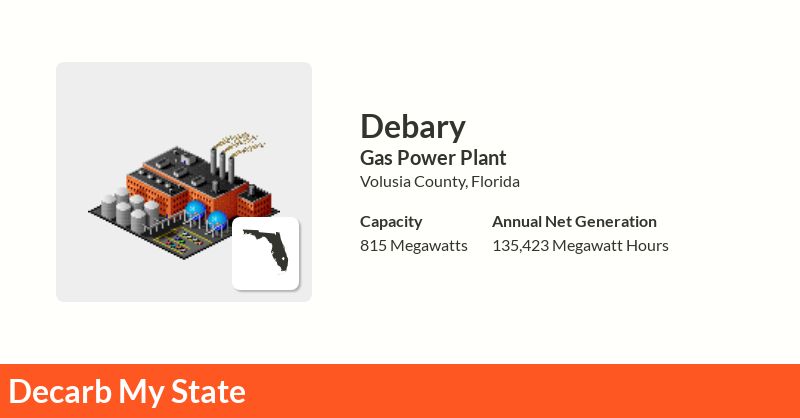 Debary
Gas Power Plant
Volusia County, Florida
Capacity
815 Megawatts
Annual Net Generation
135,423 Megawatt Hours
Decarb My State